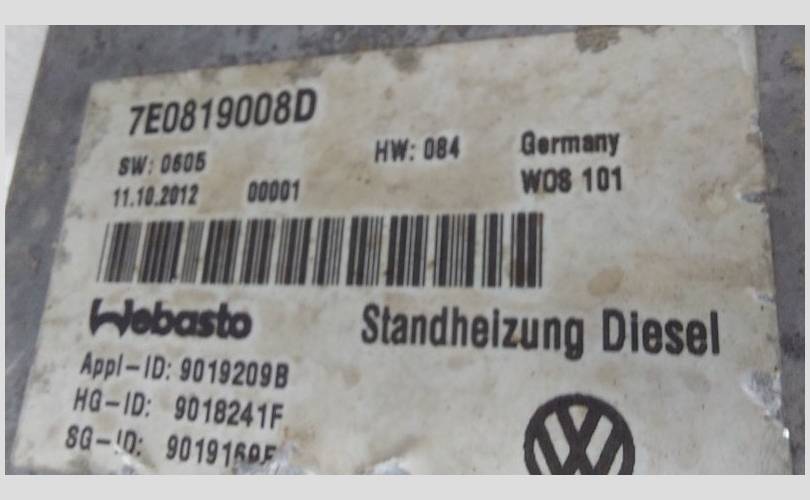 7E0819008D
SW: 0605 HW: 084 Germany
11.10.2012 00001 W08 101
Webasto Standheizung Diesel
Appl-ID: 9019209B
HG-ID: 9018241F
SG-ID: